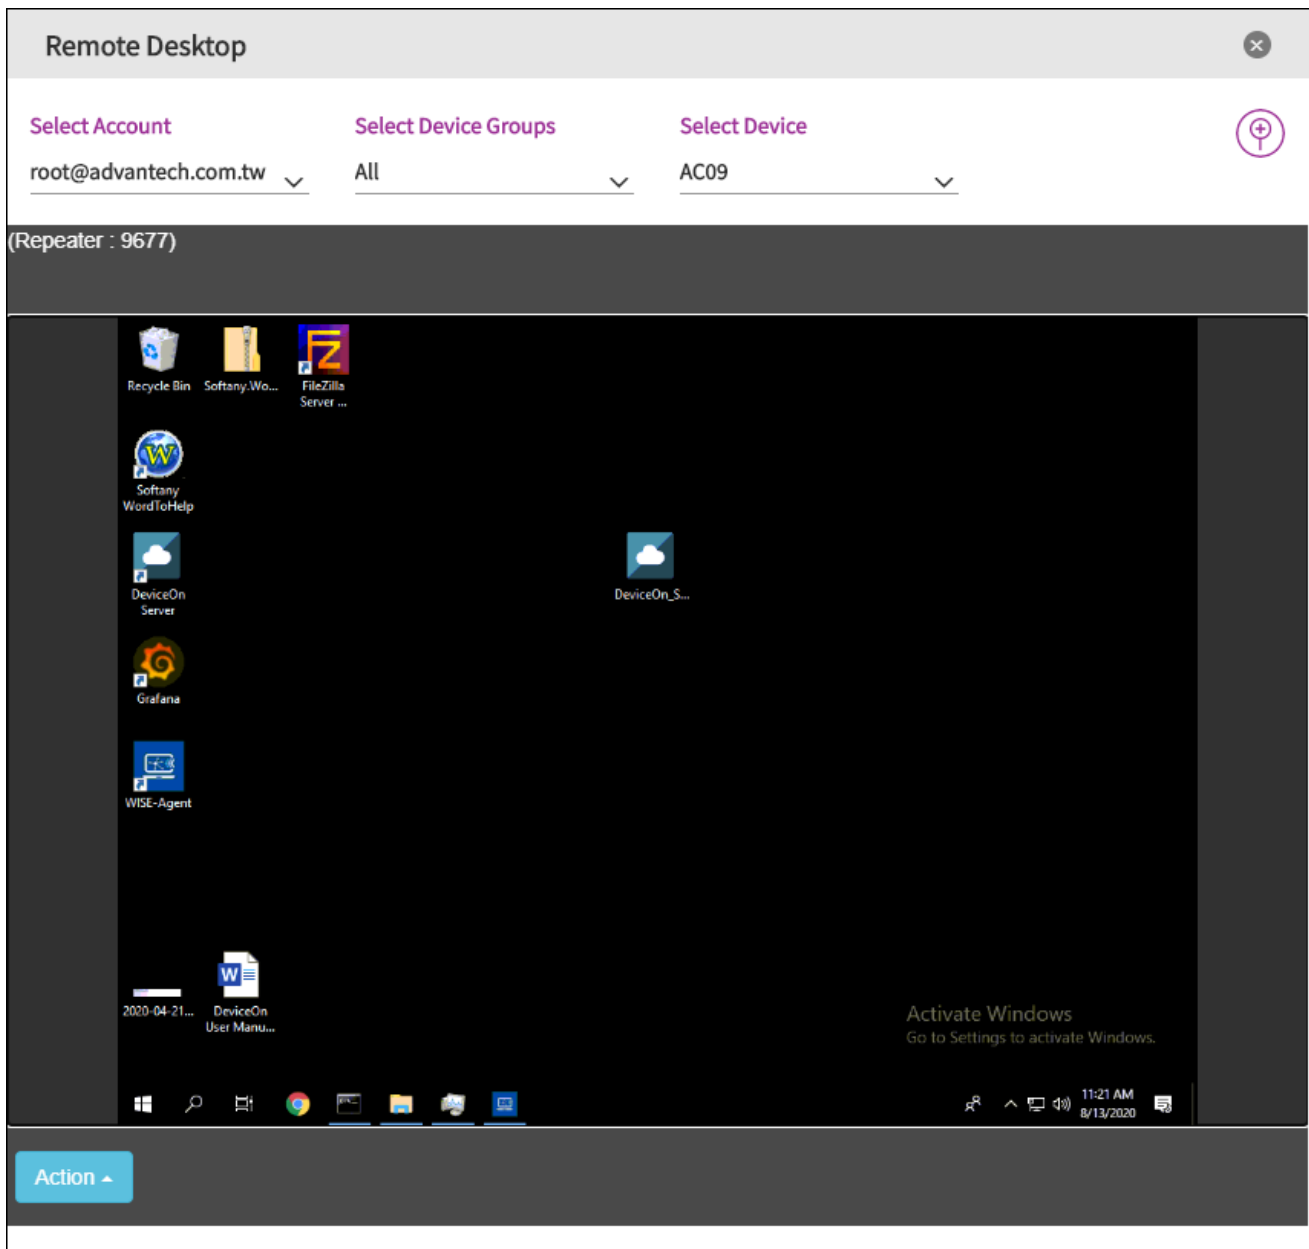 Remote Desktop
Select Account
Select Device Groups
Select Device
root@advantech.com.tw
All
AC09
(Repeater : 9677)
Recycle Bin
Softany.Wo...
FileZilla
Server ...
Softany
WordToHelp
DeviceOn
Server
DeviceOn_S...
Grafana
WISE-Agent
2020-04-21...
DeviceOn
User Manu...
Activate Windows
Go to Settings to activate Windows.
11:21 AM
8/13/2020
Action